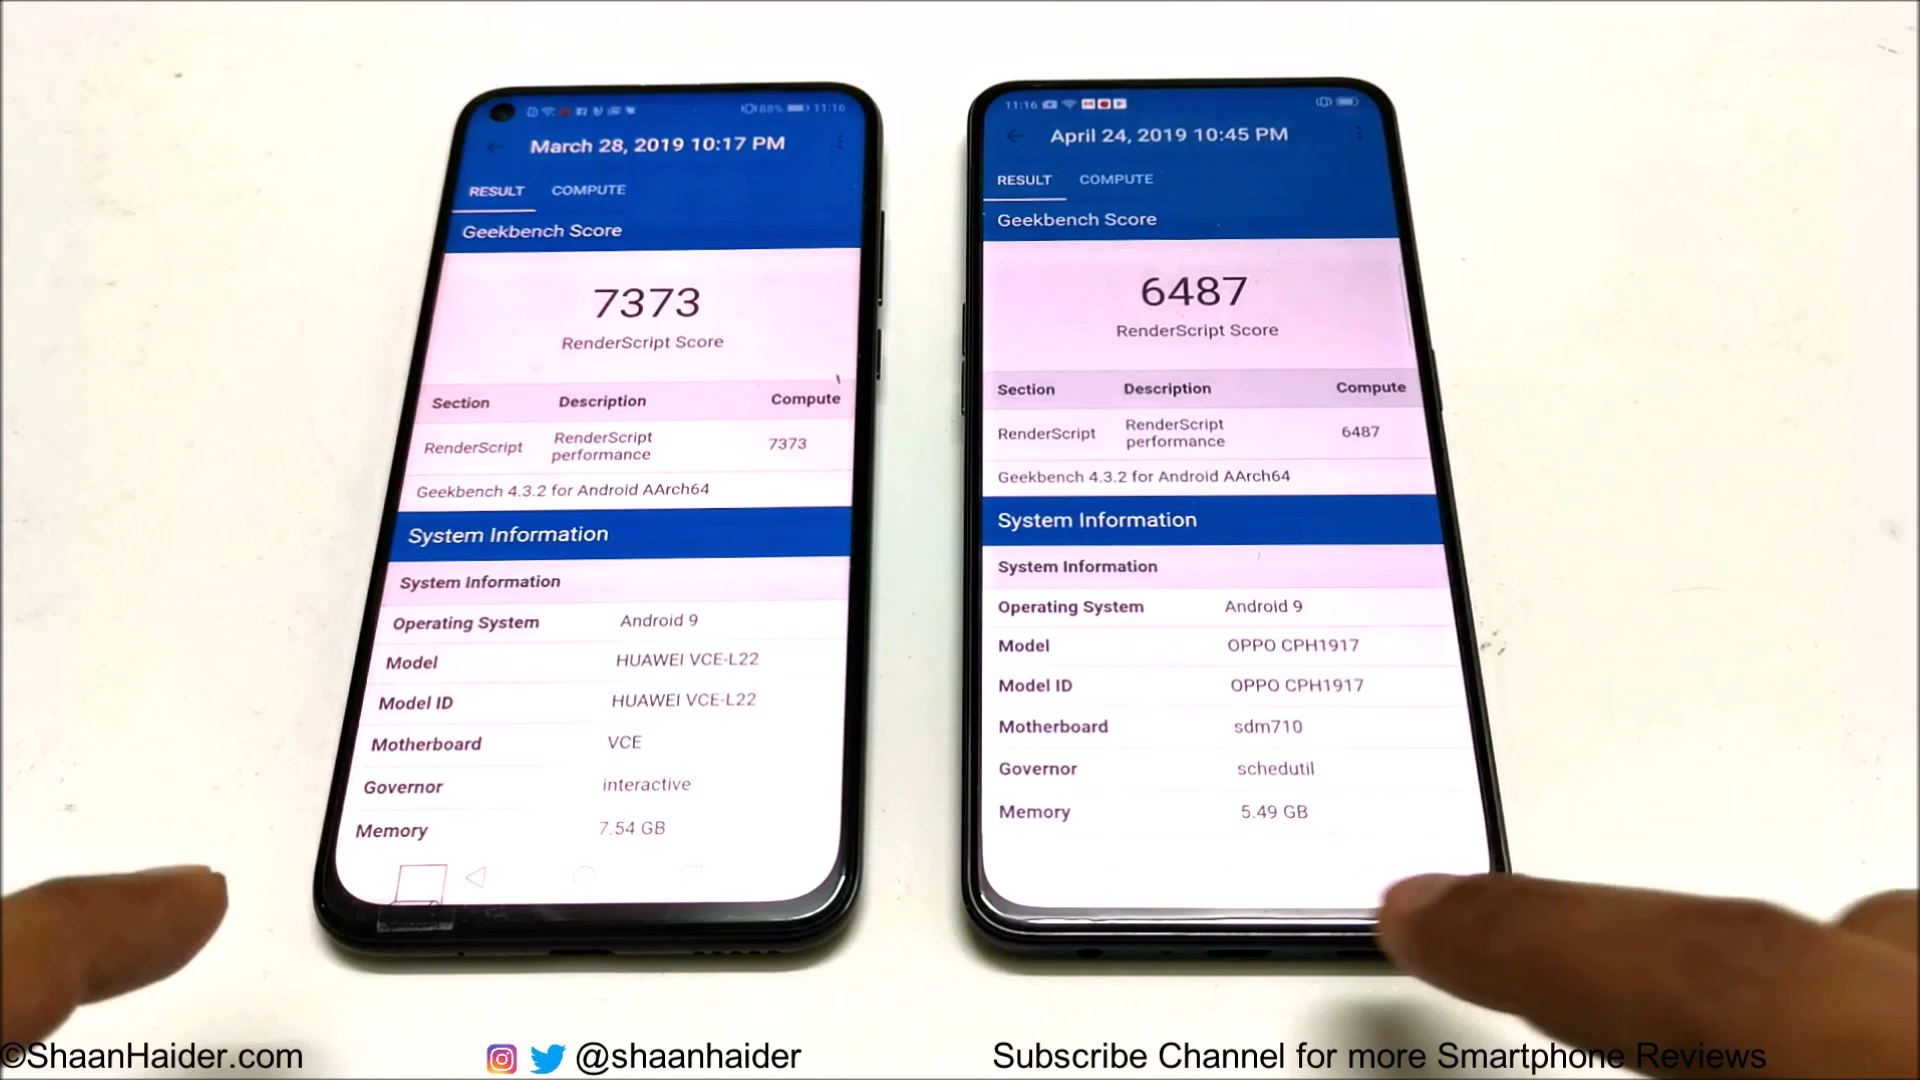 88% 11:16
March 28, 2019 10:17 PM
RESULT COMPUTE
Geekbench Score
7373
RenderScript Score
Section Description Compute
RenderScript RenderScript performance 7373
Geekbench 4.3.2 for Android AArch64
System Information
System Information
Operating System Android 9
Model HUAWEI VCE-L22
Model ID HUAWEI VCE-L22
Motherboard VCE
Governor interactive
Memory 7.54 GB
11:16
April 24, 2019 10:45 PM
RESULT COMPUTE
Geekbench Score
6487
RenderScript Score
Section Description Compute
RenderScript RenderScript performance 6487
Geekbench 4.3.2 for Android AArch64
System Information
System Information
Operating System Android 9
Model OPPO CPH1917
Model ID OPPO CPH1917
Motherboard sdm710
Governor schedutil
Memory 5.49 GB
©ShaanHaider.com @shaanhaider Subscribe Channel for more Smartphone Reviews